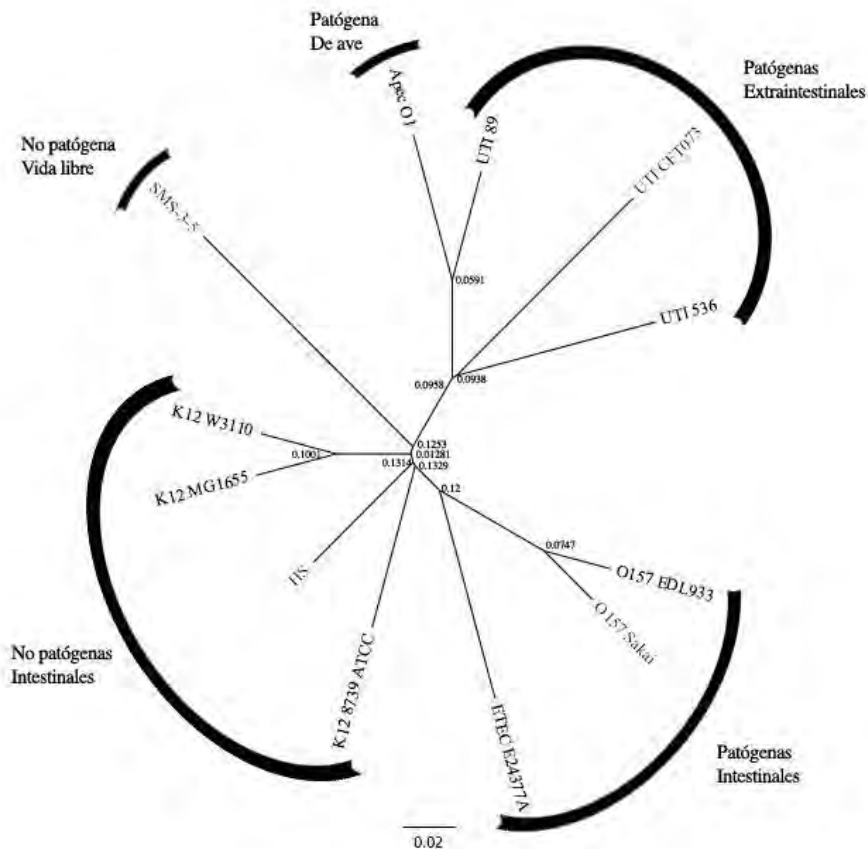 Patógena
De ave
Apec O1
UTI 89
Patógenas
Extraintestinales
UTI CFT073
No patógena
Vida libre
SMS-3-5
0.0591
UTI 536
0.0958
0.0938
K12 W3110
0.1001
K12 MG1655
0.1253
0.01281
0.1314
0.1329
0.12
HS
0.0747
O157 EDL933
O157 Sakai
No patógenas
Intestinales
K12 8739 ATCC
ETEC E24377A
Patógenas
Intestinales
0.02